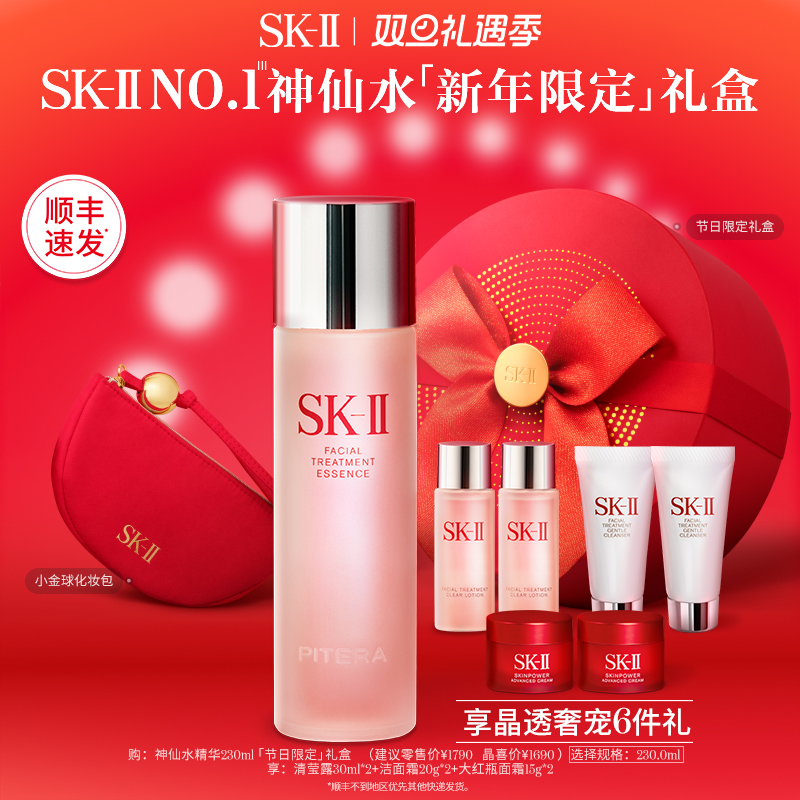 SK-II | 双旦礼遇季
SK-II NO.1III神仙水「新年限定」礼盒
顺丰
速发*
节日限定礼盒
SK-II
SK-II
FACIAL
TREATMENT
ESSENCE
PITERA
SK-II
小金球化妆包
SK-II
FACIAL TREATMENT
CLEAR LOTION
SK-II
FACIAL TREATMENT
CLEAR LOTION
SK-II
FACIAL
TREATMENT
GENTLE
CLEANSER
SK-II
FACIAL
TREATMENT
GENTLE
CLEANSER
SK-II
SKINPOWER
ADVANCED CREAM
SK-II
SKINPOWER
ADVANCED CREAM
享晶透奢宠6件礼
购：神仙水精华230ml「节日限定」礼盒 （建议零售价¥1790 晶喜价¥1690） 选择规格：230.0ml
享：清莹露30ml*2+洁面霜20g*2+大红瓶面霜15g*2
*顺丰不到地区优先其他快递发货。